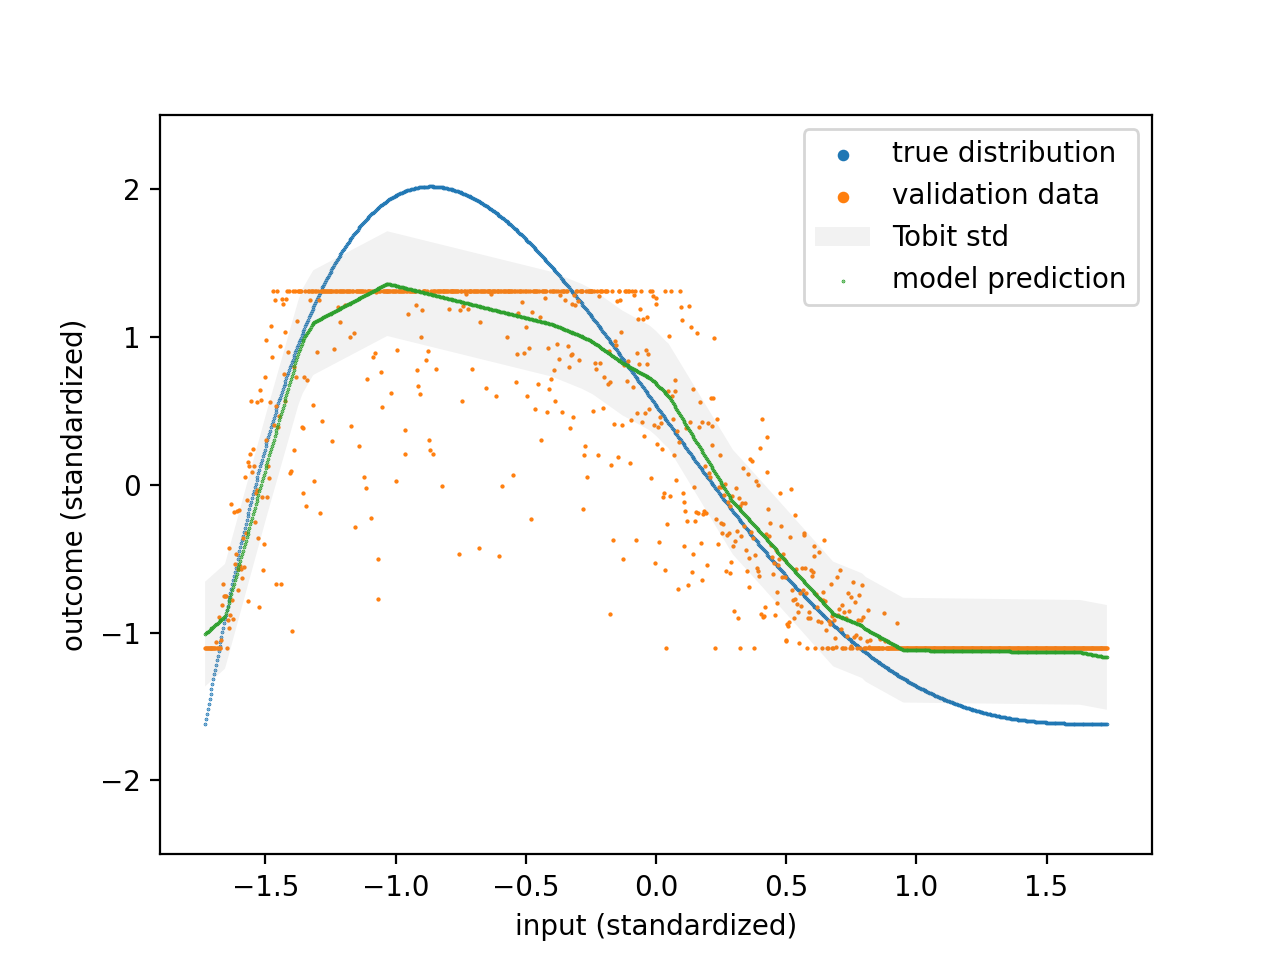 true distribution
validation data
Tobit std
model prediction
outcome (standardized)
2
1
0
−1
−2
−1.5 −1.0 −0.5 0.0 0.5 1.0 1.5
input (standardized)